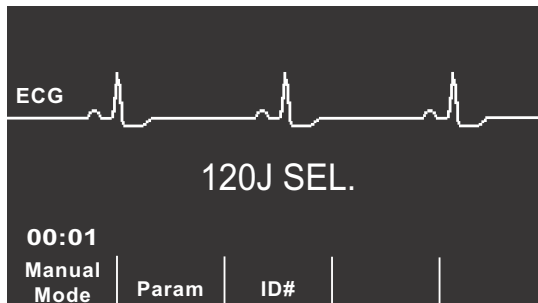 ECG
120J SEL.
00:01
Manual
Mode
Param
ID#